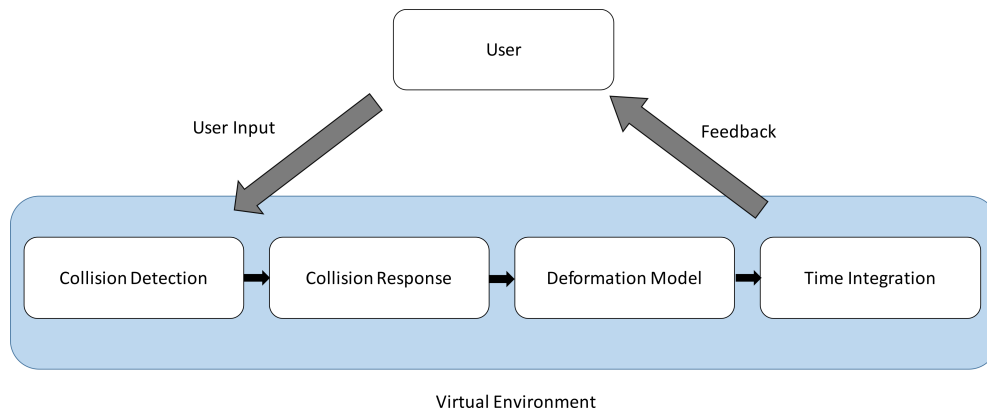 User
User Input
Feedback
Collision Detection
Collision Response
Deformation Model
Time Integration
Virtual Environment